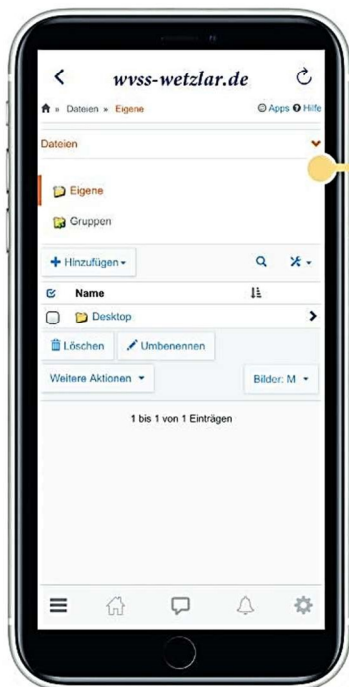 wvss-wetzlar.de
» Dateien » Eigene Apps Hilfe
Dateien
Eigene
Gruppen
Hinzufügen
Name
Desktop
Löschen Umbenennen
Weitere Aktionen Bilder: M
1 bis 1 von 1 Einträgen